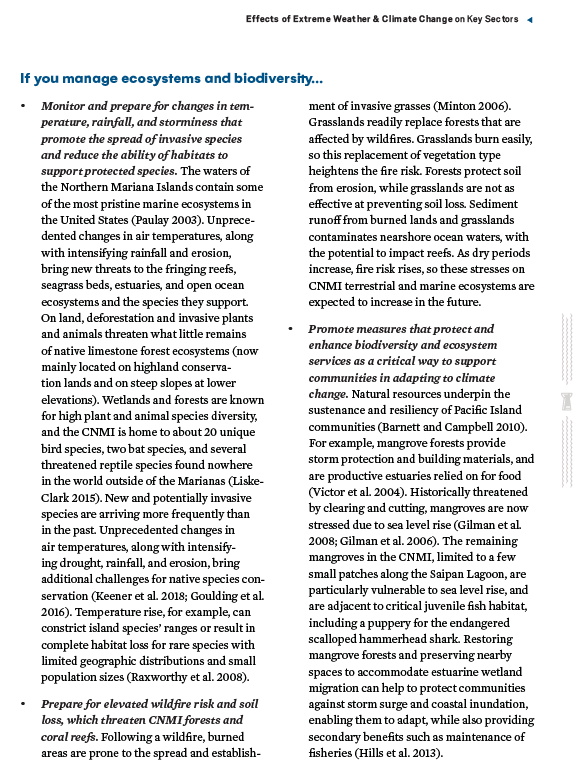 Effects of Extreme Weather & Climate Change on Key Sectors ◄
If you manage ecosystems and biodiversity...
• Monitor and prepare for changes in tem-
perature, rainfall, and storminess that
promote the spread of invasive species
and reduce the ability of habitats to
support protected species. The waters of
the Northern Mariana Islands contain some
of the most pristine marine ecosystems in
the United States (Paulay 2003). Unprece-
dented changes in air temperatures, along
with intensifying rainfall and erosion,
bring new threats to the fringing reefs,
seagrass beds, estuaries, and open ocean
ecosystems and the species they support.
On land, deforestation and invasive plants
and animals threaten what little remains
of native limestone forest ecosystems (now
mainly located on highland conserva-
tion lands and on steep slopes at lower
elevations). Wetlands and forests are known
for high plant and animal species diversity,
and the CNMI is home to about 20 unique
bird species, two bat species, and several
threatened reptile species found nowhere
in the world outside of the Marianas (Liske-
Clark 2015). New and potentially invasive
species are arriving more frequently than
in the past. Unprecedented changes in
air temperatures, along with intensify-
ing drought, rainfall, and erosion, bring
additional challenges for native species con-
servation (Keener et al. 2018; Goulding et al.
2016). Temperature rise, for example, can
constrict island species' ranges or result in
complete habitat loss for rare species with
limited geographic distributions and small
population sizes (Raxworthy et al. 2008).
• Prepare for elevated wildfire risk and soil
loss, which threaten CNMI forests and
coral reefs. Following a wildfire, burned
areas are prone to the spread and establish-
ment of invasive grasses (Minton 2006).
Grasslands readily replace forests that are
affected by wildfires. Grasslands burn easily,
so this replacement of vegetation type
heightens the fire risk. Forests protect soil
from erosion, while grasslands are not as
effective at preventing soil loss. Sediment
runoff from burned lands and grasslands
contaminates nearshore ocean waters, with
the potential to impact reefs. As dry periods
increase, fire risk rises, so these stresses on
CNMI terrestrial and marine ecosystems are
expected to increase in the future.
• Promote measures that protect and
enhance biodiversity and ecosystem
services as a critical way to support
communities in adapting to climate
change. Natural resources underpin the
sustenance and resiliency of Pacific Island
communities (Barnett and Campbell 2010).
For example, mangrove forests provide
storm protection and building materials, and
are productive estuaries relied on for food
(Victor et al. 2004). Historically threatened
by clearing and cutting, mangroves are now
stressed due to sea level rise (Gilman et al.
2008; Gilman et al. 2006). The remaining
mangroves in the CNMI, limited to a few
small patches along the Saipan Lagoon, are
particularly vulnerable to sea level rise, and
are adjacent to critical juvenile fish habitat,
including a puppery for the endangered
scalloped hammerhead shark. Restoring
mangrove forests and preserving nearby
spaces to accommodate estuarine wetland
migration can help to protect communities
against storm surge and coastal inundation,
enabling them to adapt, while also providing
secondary benefits such as maintenance of
fisheries (Hills et al. 2013).